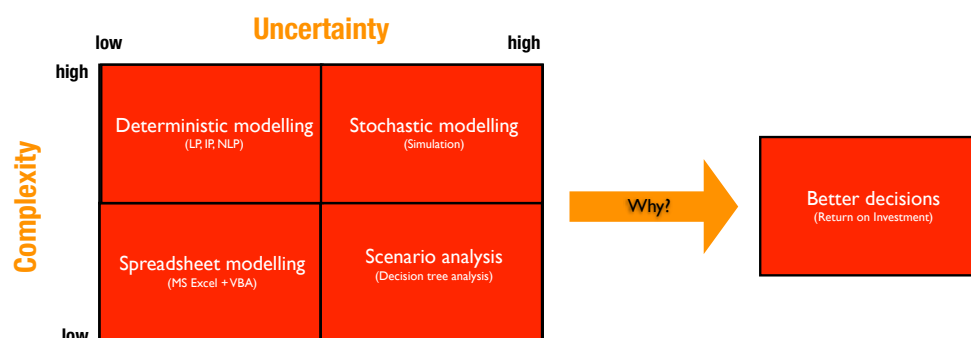 Uncertainty
low
high
high
Complexity
Deterministic modelling
(LP, IP, NLP)
Stochastic modelling
(Simulation)
Spreadsheet modelling
(MS Excel + VBA)
Scenario analysis
(Decision tree analysis)
low
Why?
Better decisions
(Return on Investment)